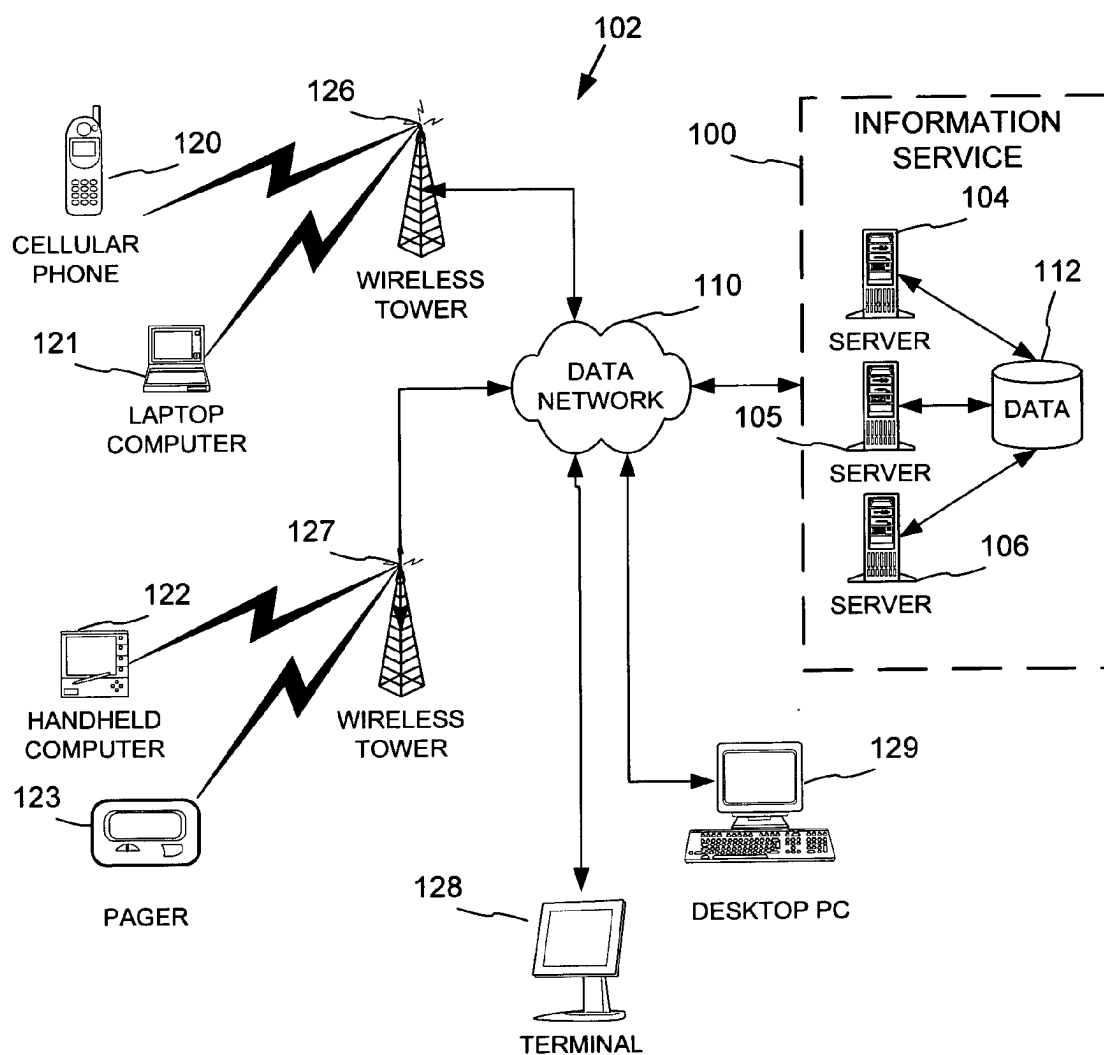 102
126
120
CELLULAR
PHONE
WIRELESS
TOWER
121
LAPTOP
COMPUTER
110
DATA
NETWORK
100
INFORMATION
SERVICE
104
SERVER
112
DATA
105
SERVER
106
SERVER
127
122
HANDHELD
COMPUTER
WIRELESS
TOWER
123
PAGER
129
DESKTOP PC
128
TERMINAL